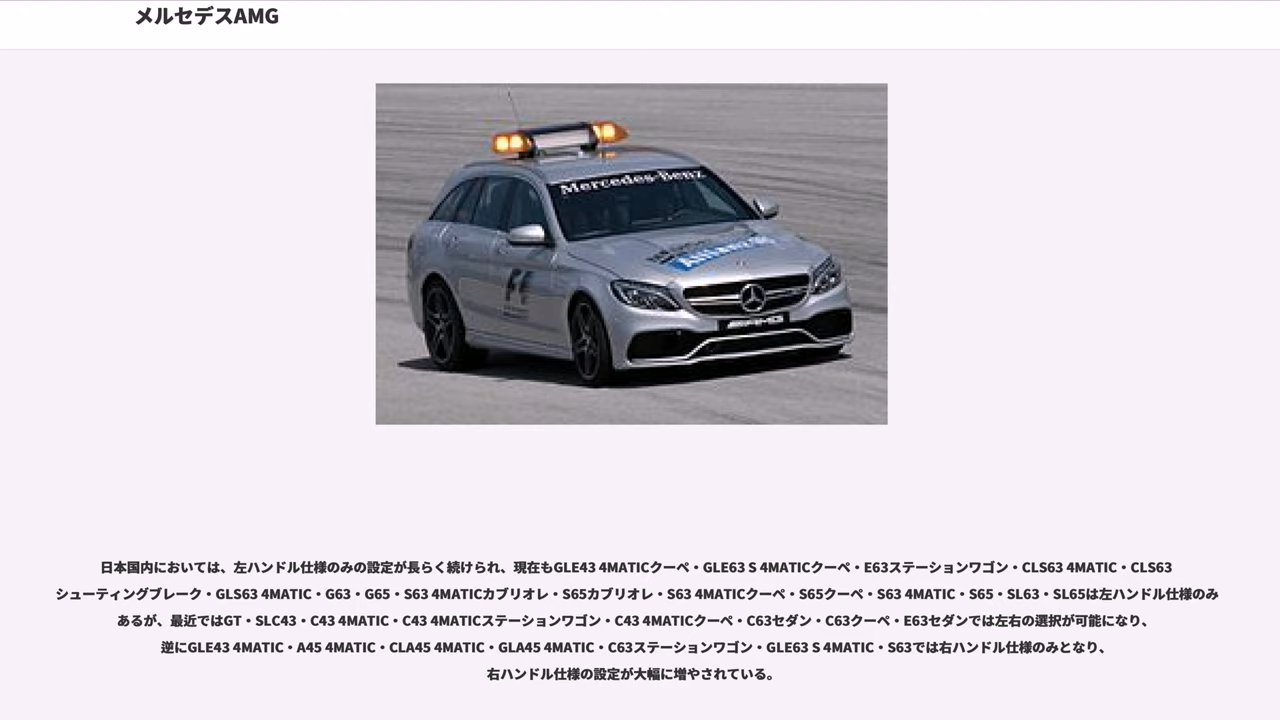 メルセデスAMG
Mercedes-Benz
Allianz
F1
AMG
日本国内においては、左ハンドル仕様のみの設定が長らく続けられ、現在もGLE43 4MATICクーペ・GLE63 S 4MATICクーペ・E63ステーションワゴン・CLS63 4MATIC・CLS63
シューティングブレーク・GLS63 4MATIC・G63・G65・S63 4MATICカブリオレ・S65カブリオレ・S63 4MATICクーペ・S65クーペ・S63 4MATIC・S65・SL63・SL65は左ハンドル仕様のみ
あるが、最近ではGT・SLC43・C43 4MATIC・C43 4MATICステーションワゴン・C43 4MATICクーペ・C63セダン・C63クーペ・E63セダンでは左右の選択が可能になり、
逆にGLE43 4MATIC・A45 4MATIC・CLA45 4MATIC・GLA45 4MATIC・C63ステーションワゴン・GLE63 S 4MATIC・S63では右ハンドル仕様のみとなり、
右ハンドル仕様の設定が大幅に増やされている。